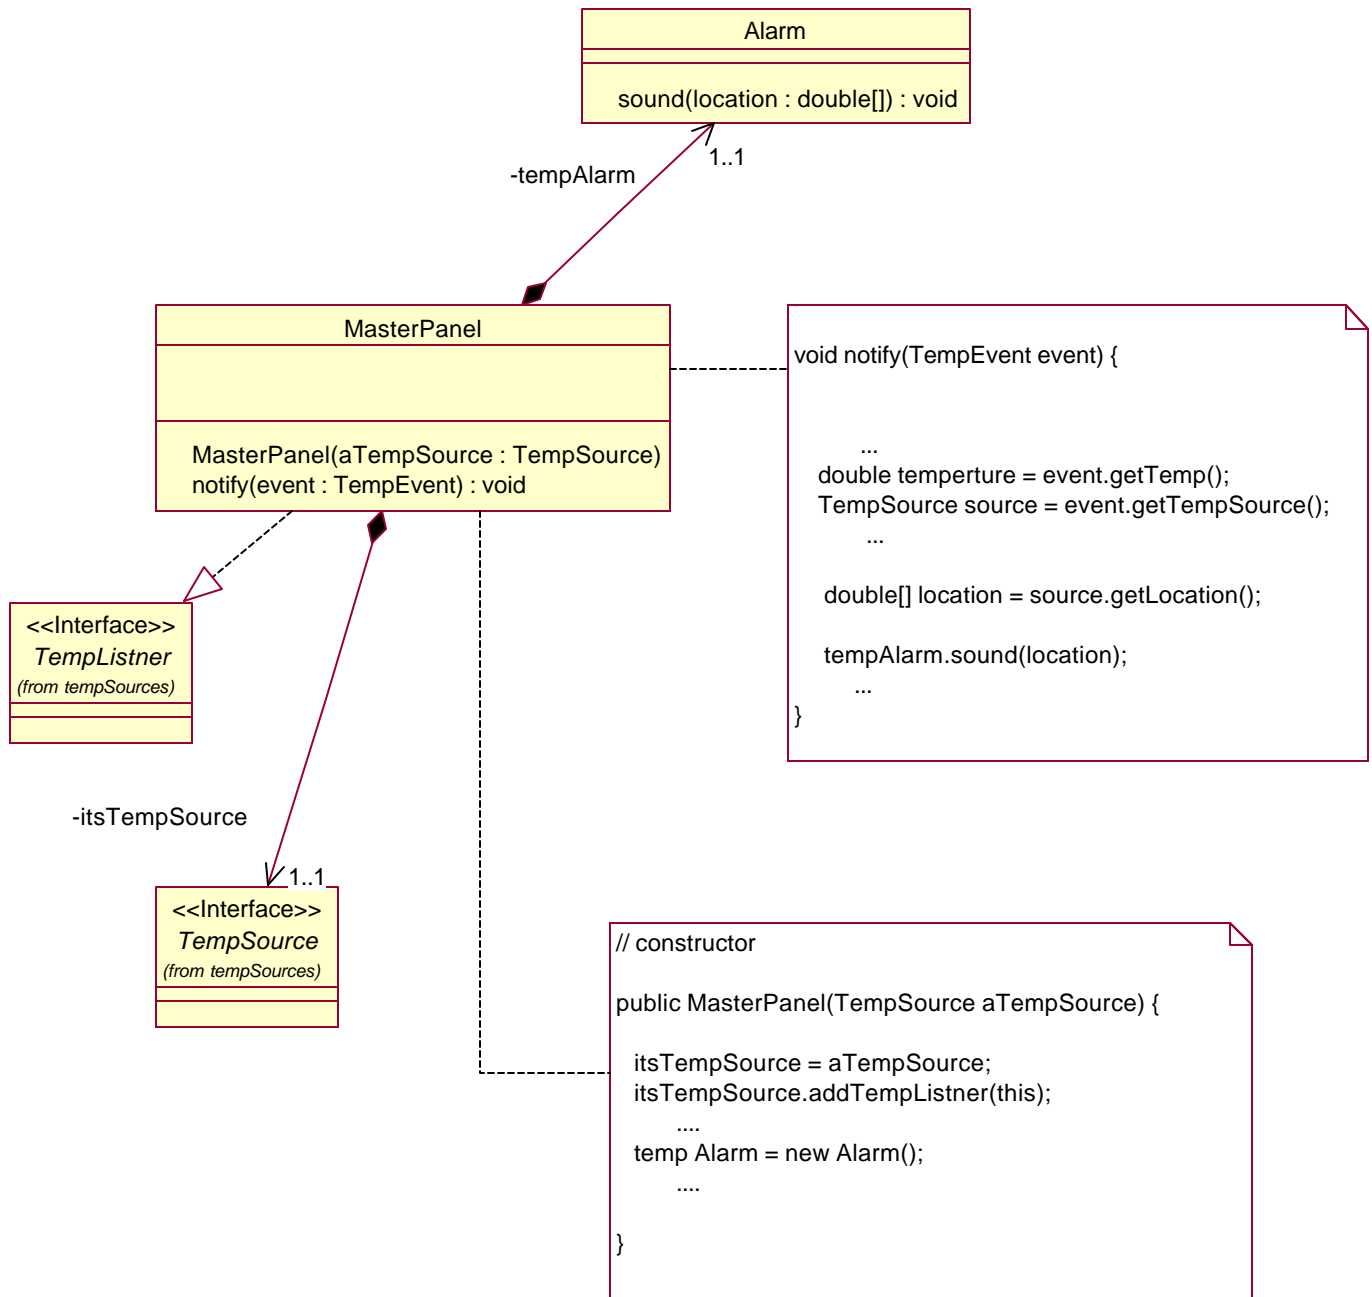 Alarm
sound(location : double[]) : void
1..1
-tempAlarm
MasterPanel
MasterPanel(aTempSource : TempSource)
notify(event : TempEvent) : void
void notify(TempEvent event) {
...
double temperture = event.getTemp();
TempSource source = event.getTempSource();
...
double[] location = source.getLocation();
tempAlarm.sound(location);
...
}
<<Interface>>
TempListner
(from tempSources)
-itsTempSource
1..1
<<Interface>>
TempSource
(from tempSources)
// constructor
public MasterPanel(TempSource aTempSource) {
itsTempSource = aTempSource;
itsTempSource.addTempListner(this);
....
temp Alarm = new Alarm();
....
}